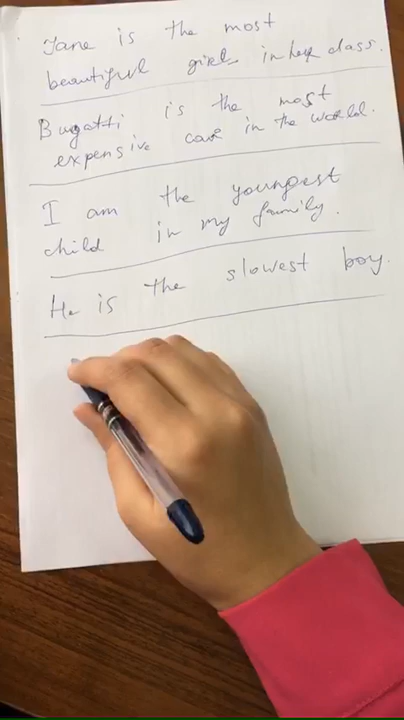 Jane is the most
beautiful girl in her class.
Bugatti is the most
expensive car in the world.
I am the youngest
child in my family.
He is the slowest boy.